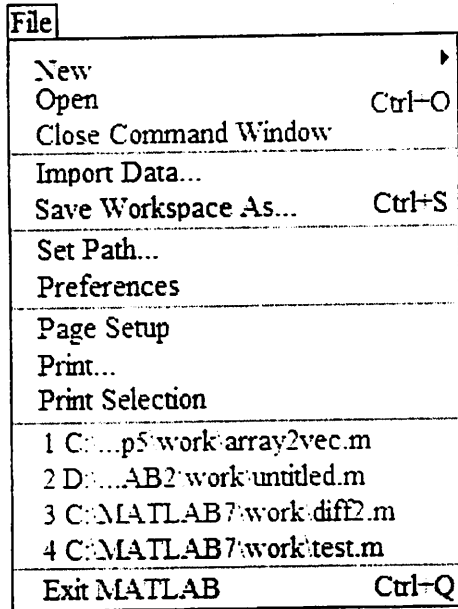 File
New
Open Ctrl+O
Close Command Window
Import Data...
Save Workspace As... Ctrl+S
Set Path...
Preferences
Page Setup
Print...
Print Selection
1 C:\...p5\work\array2vec.m
2 D:\...AB2\work\untitled.m
3 C:\MATLAB7\work\diff2.m
4 C:\MATLAB7\work\test.m
Exit MATLAB Ctrl+Q